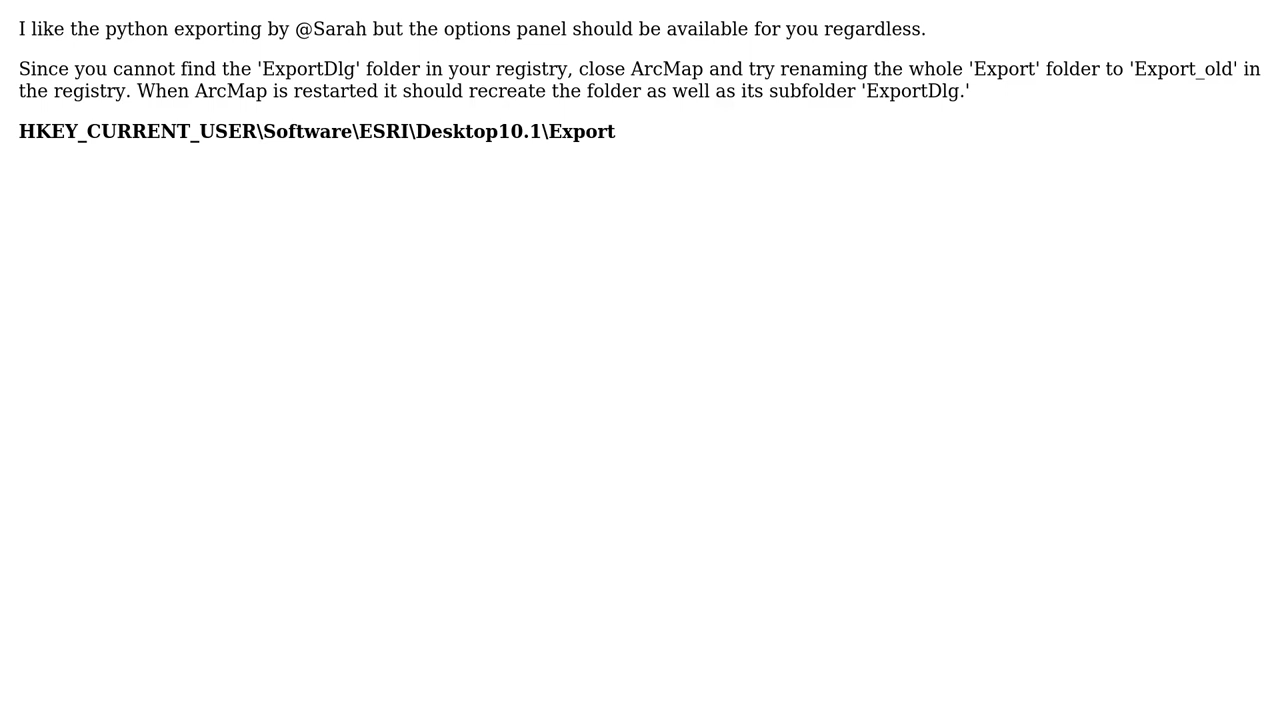 I like the python exporting by @Sarah but the options panel should be available for you regardless.
Since you cannot find the 'ExportDlg' folder in your registry, close ArcMap and try renaming the whole 'Export' folder to 'Export_old' in
the registry. When ArcMap is restarted it should recreate the folder as well as its subfolder 'ExportDlg.'
HKEY_CURRENT_USER\Software\ESRI\Desktop10.1\Export